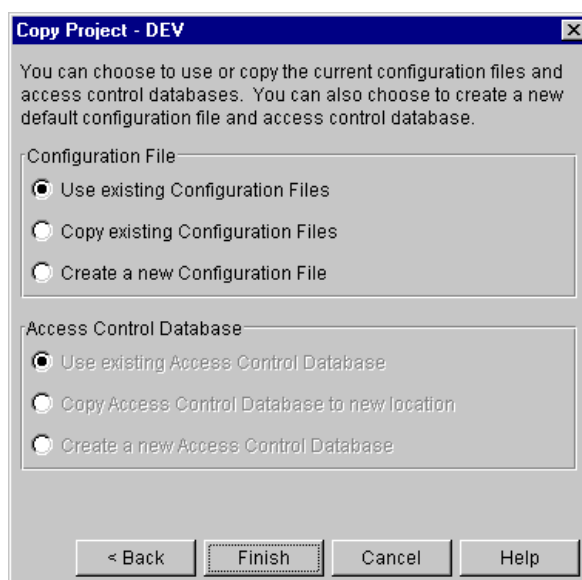 Copy Project - DEV
You can choose to use or copy the current configuration files and
access control databases. You can also choose to create a new
default configuration file and access control database.
Configuration File
Use existing Configuration Files
Copy existing Configuration Files
Create a new Configuration File
Access Control Database
Use existing Access Control Database
Copy Access Control Database to new location
Create a new Access Control Database
< Back Finish Cancel Help